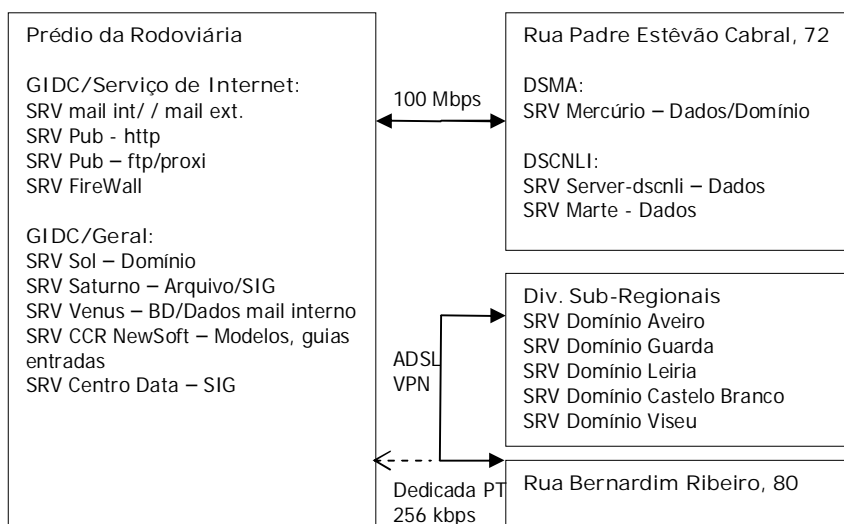 Prédio da Rodoviária
GIDC/Serviço de Internet:
SRV mail int/ / mail ext.
SRV Pub - http
SRV Pub – ftp/proxi
SRV FireWall
GIDC/Geral:
SRV Sol – Domínio
SRV Saturno – Arquivo/SIG
SRV Venus – BD/Dados mail interno
SRV CCR NewSoft – Modelos, guias
entradas
SRV Centro Data – SIG
100 Mbps
Rua Padre Estêvão Cabral, 72
DSMA:
SRV Mercúrio – Dados/Domínio
DSCNLI:
SRV Server-dscnli – Dados
SRV Marte - Dados
ADSL
VPN
Div. Sub-Regionais
SRV Domínio Aveiro
SRV Domínio Guarda
SRV Domínio Leiria
SRV Domínio Castelo Branco
SRV Domínio Viseu
Dedicada PT
256 kbps
Rua Bernardim Ribeiro, 80